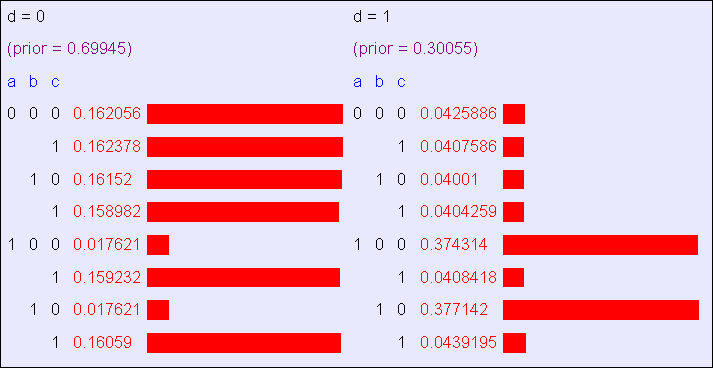 d = 0 d = 1
(prior = 0.69945) (prior = 0.30055)
a b c a b c
0 0 0 0.162056 0 0 0 0.0425886
1 0.162378 1 0.0407586
1 0 0.16152 1 0 0.04001
1 0.158982 1 0.0404259
1 0 0 0.017621 1 0 0 0.374314
1 0.159232 1 0.0408418
1 0 0.017621 1 0 0.377142
1 0.16059 1 0.0439195